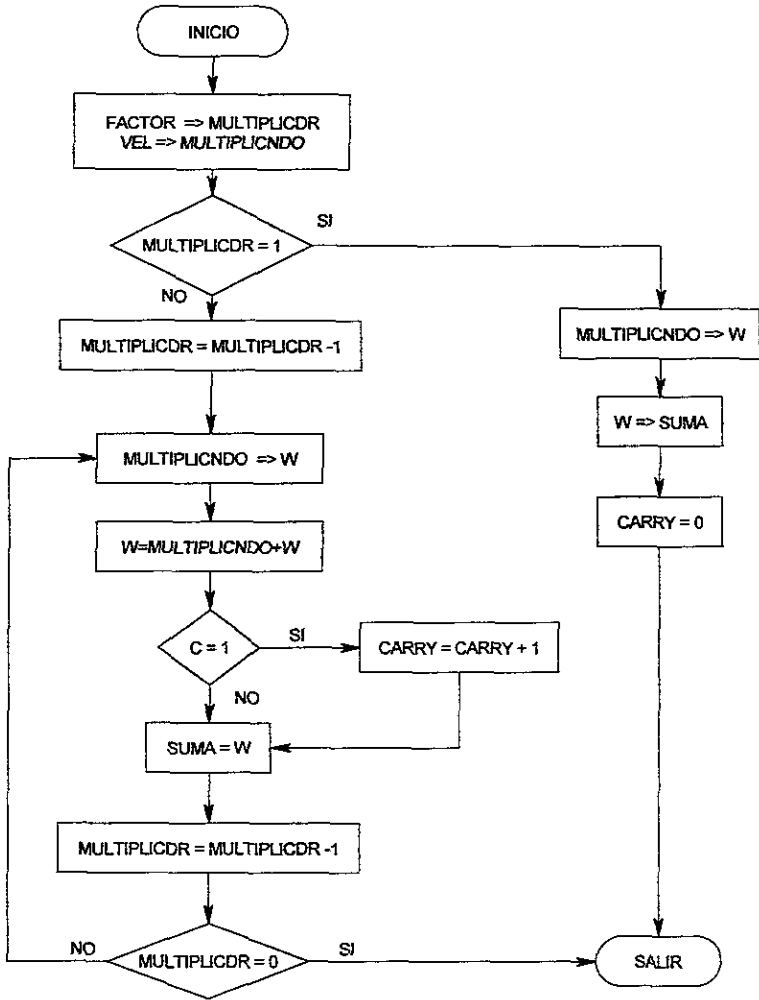 INICIO
FACTOR => MULTIPLICDR
VEL => MULTIPLICNDO
MULTIPLICDR = 1
SI
NO
MULTIPLICDR = MULTIPLICDR -1
MULTIPLICNDO => W
W=MULTIPLICNDO+W
C = 1
SI
CARRY = CARRY + 1
NO
SUMA = W
MULTIPLICDR = MULTIPLICDR -1
NO
MULTIPLICDR = 0
SI
MULTIPLICNDO => W
W => SUMA
CARRY = 0
SALIR